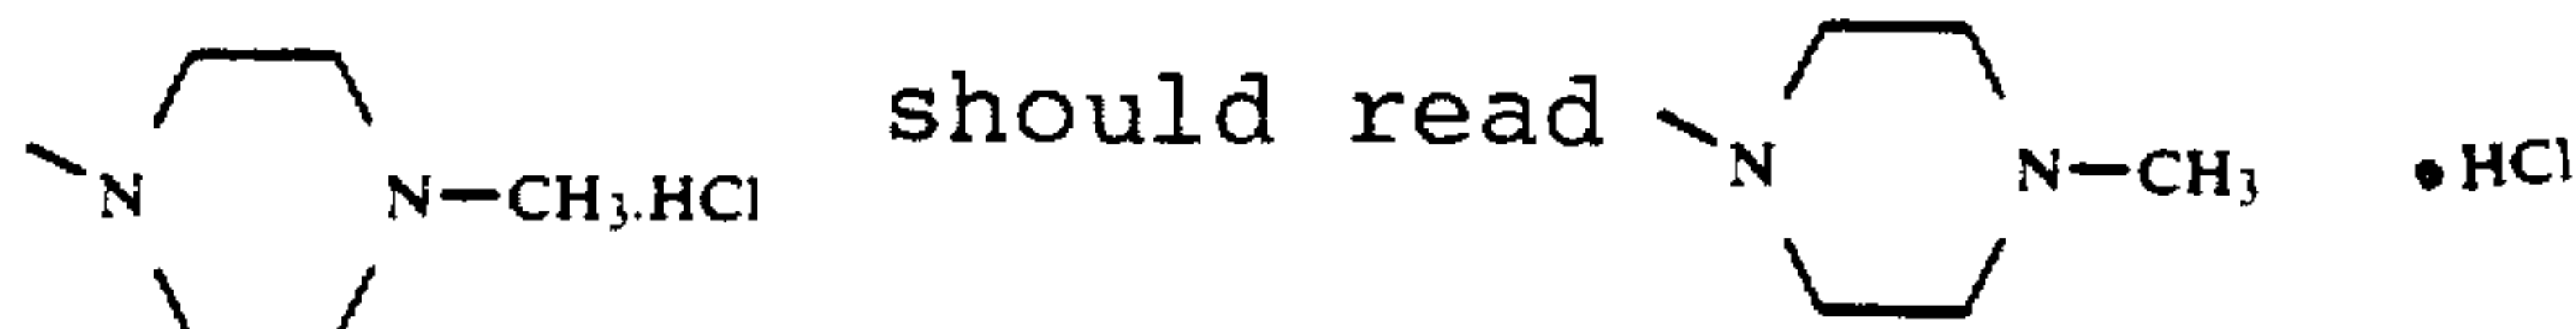 N N—CH₃.HCl should read N N—CH₃ •HCl